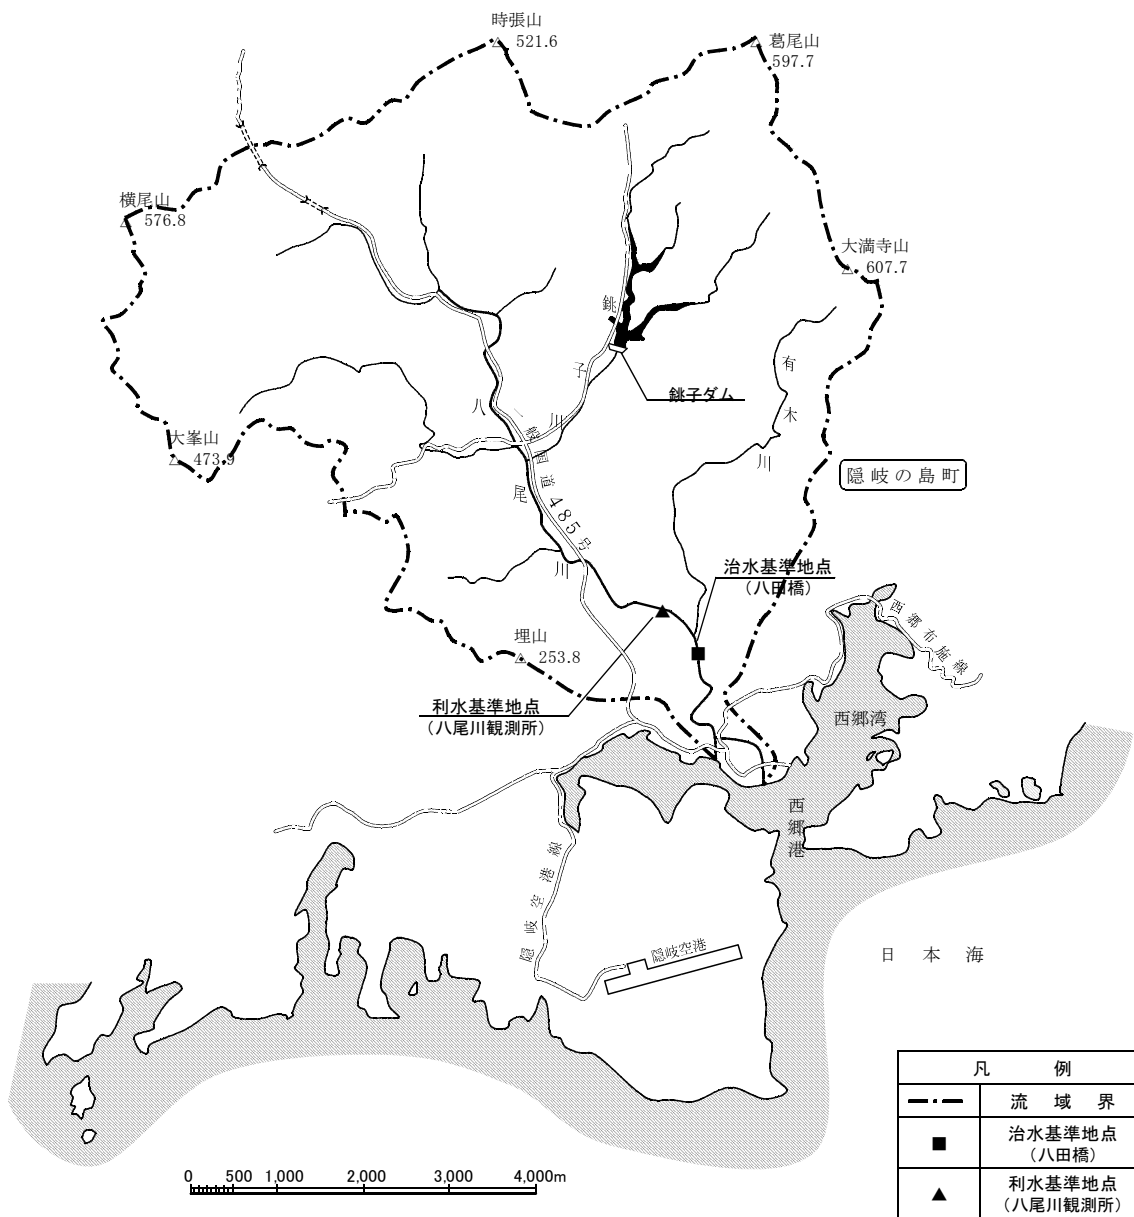 時張山
521.6
葛尾山
597.7
横尾山
576.8
大満寺山
607.7
銚子川
有木川
銚子ダム
八尾川
一般国道485号
大峯山
473.9
隠岐の島町
治水基準地点
(八田橋)
西郷布施線
埋山
253.8
利水基準地点
(八尾川観測所)
西郷湾
西郷港
隠岐空港線
隠岐空港
日本海
凡 例
流 域 界
治水基準地点
(八田橋)
利水基準地点
(八尾川観測所)
0 500 1,000 2,000 3,000 4,000m